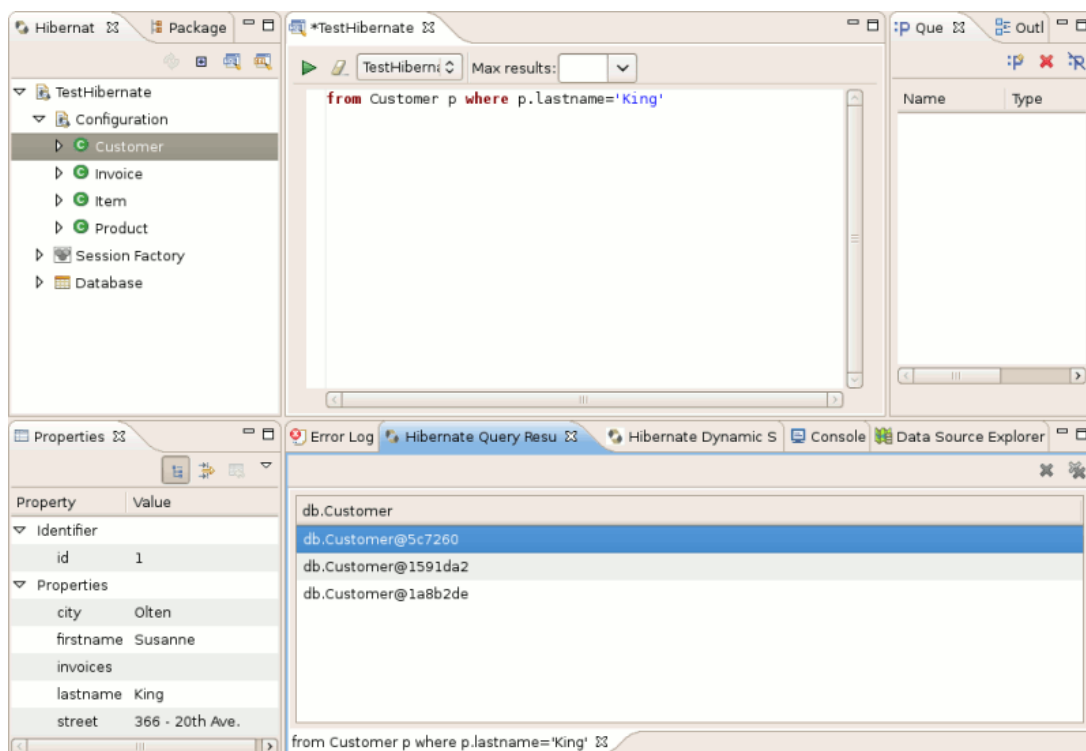 Hibernat
Package
TestHibernate
Configuration
Customer
Invoice
Item
Product
Session Factory
Database
*TestHibernate
TestHiberna
Max results:
from Customer p where p.lastname='King'
:P Que
Outl
:P
Name Type
Properties
Property Value
Identifier
id 1
Properties
city Olten
firstname Susanne
invoices
lastname King
street 366 - 20th Ave.
Error Log
Hibernate Query Resu
Hibernate Dynamic S
Console
Data Source Explorer
db.Customer
db.Customer@5c7260
db.Customer@1591da2
db.Customer@1a8b2de
from Customer p where p.lastname='King'